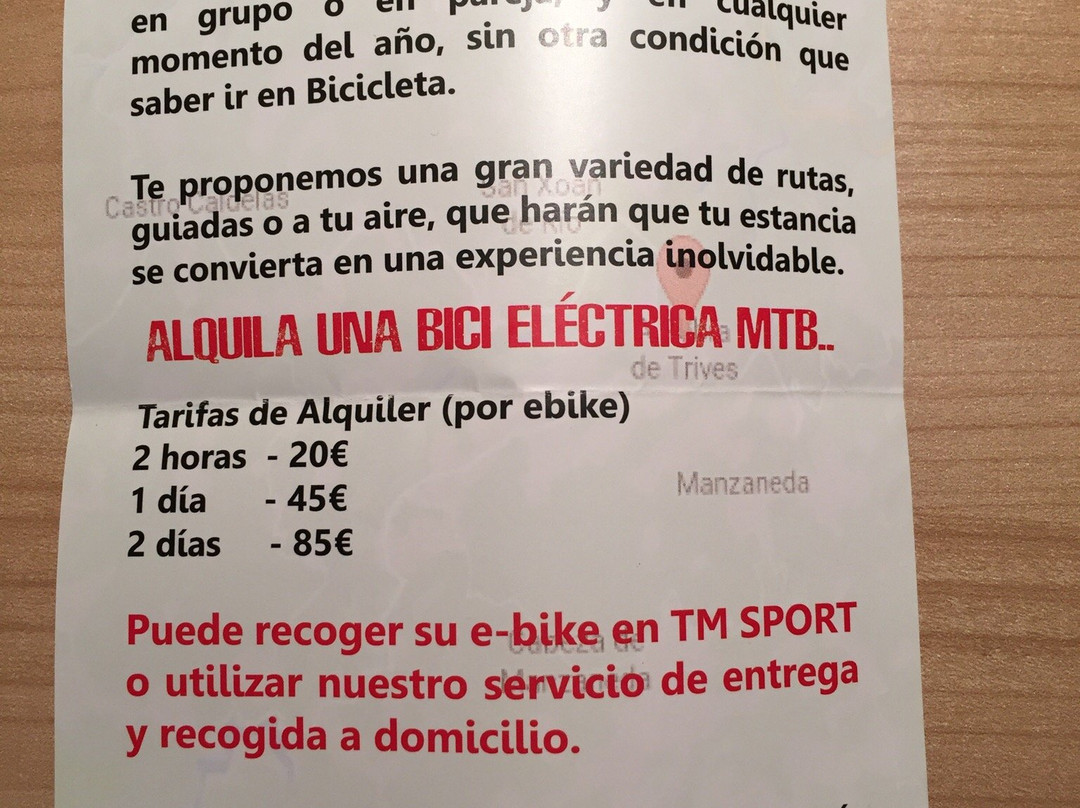 en grupo o en pareja, y en cualquier
momento del año, sin otra condición que
saber ir en Bicicleta.
Te proponemos una gran variedad de rutas,
San Xoán
Castro Caldelas
guiadas o a tu aire, que harán que tu estancia
de Río
se convierta en una experiencia inolvidable.
ALQUILA UNA BICI ELÉCTRICA MTB..
de Trives
Tarifas de Alquiler (por ebike)
2 horas - 20€
Manzaneda
1 día - 45€
2 días - 85€
Puede recoger su e-bike en TM SPORT
Cabeza de
o utilizar nuestro servicio de entrega
Manzaneda
y recogida a domicilio.